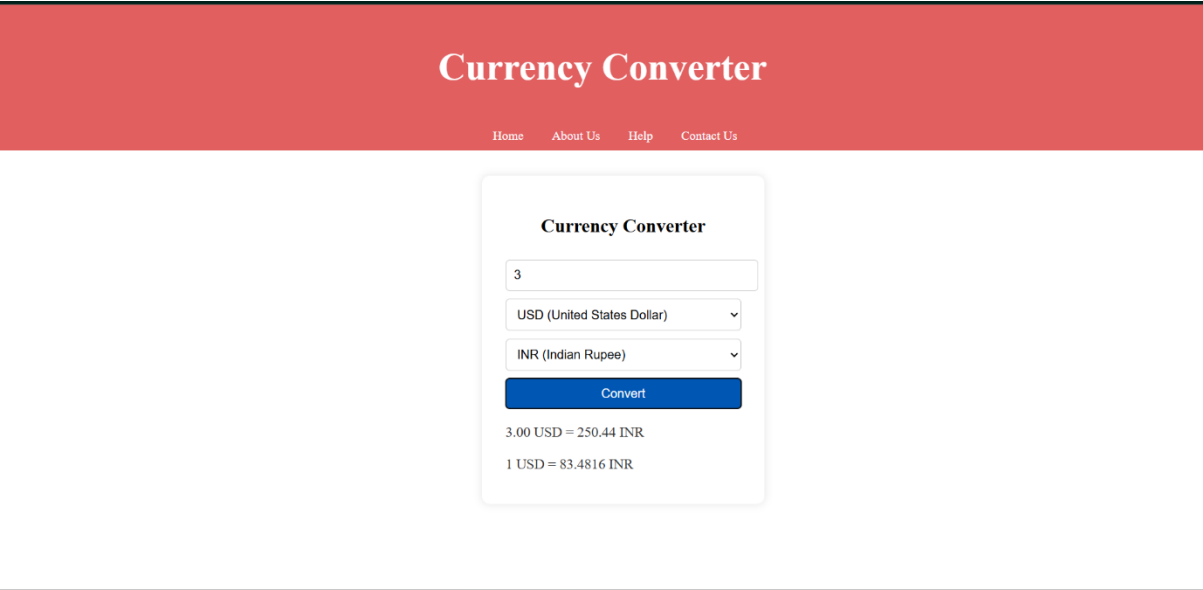 Currency Converter
Home About Us Help Contact Us
Currency Converter
3
USD (United States Dollar)
INR (Indian Rupee)
Convert
3.00 USD = 250.44 INR
1 USD = 83.4816 INR